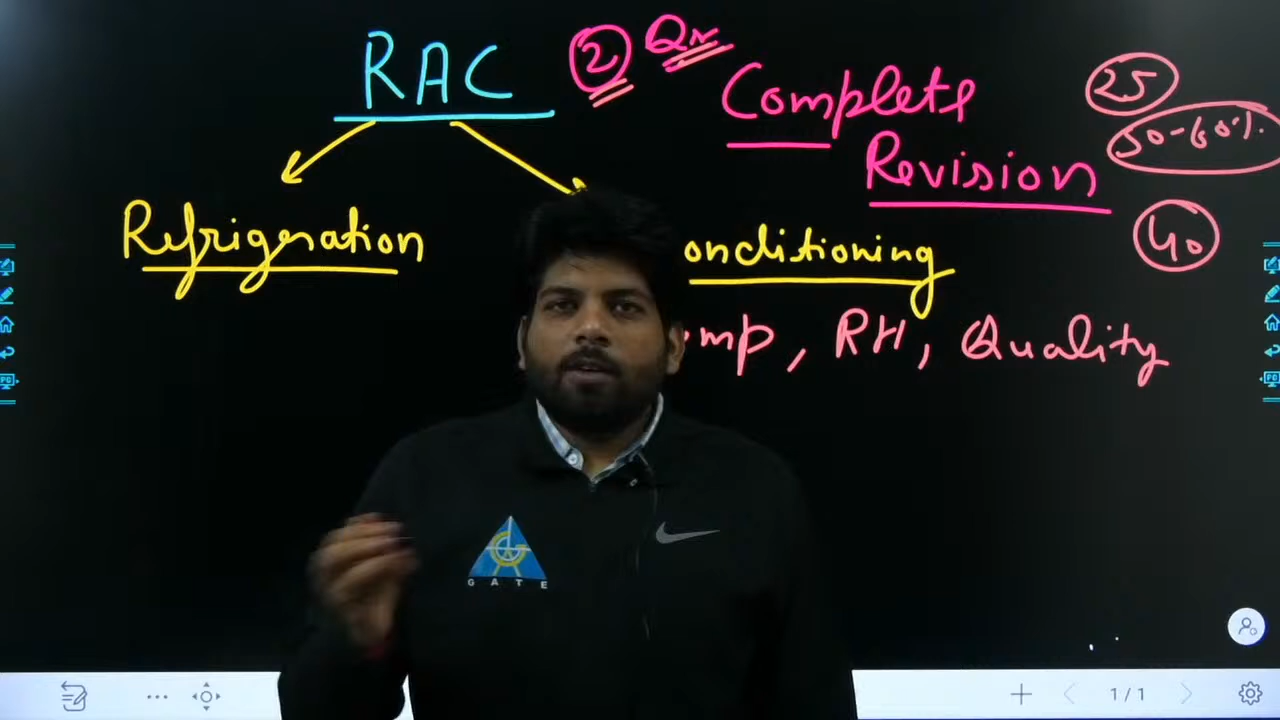 RAC
2 Qn
Complete
Revision
25
50-60%.
40
Refrigeration
onditioning
mp, RH, Quality
GATE
1 / 1